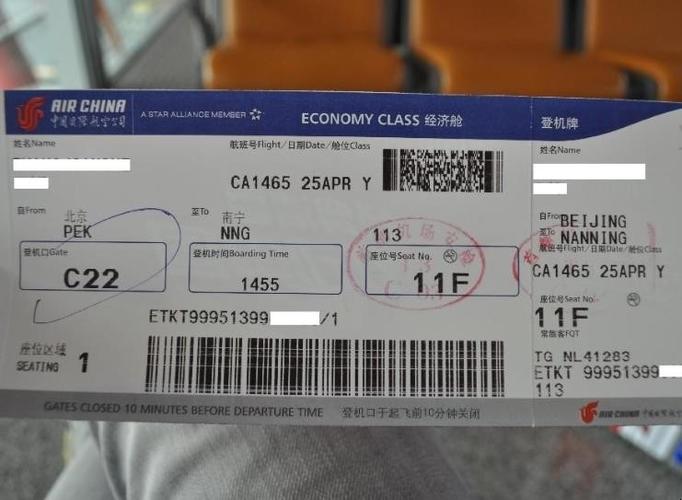 AIR CHINA
中国国际航空公司
A STAR ALLIANCE MEMBER
ECONOMY CLASS 经济舱
登机牌
姓名Name
航班号Flight/日期Date/舱位Class
CA1465 25APR Y
姓名Name
自From 北京
PEK
至To 南宁
NNG
113
自From BEIJING
至To NANNING
航班号Flight/日期Date/舱位Class
CA1465 25APR Y
登机口Gate
C22
登机时间Boarding Time
1455
座位号Seat No.
11F
座位号Seat No.
11F
常旅客FQT
ETKT99951399 /1
TG NL41283
ETKT 99951399
113
座位区域
SEATING 1
GATES CLOSED 10 MINUTES BEFORE DEPARTURE TIME 登机口于起飞前10分钟关闭
AIR CHINA